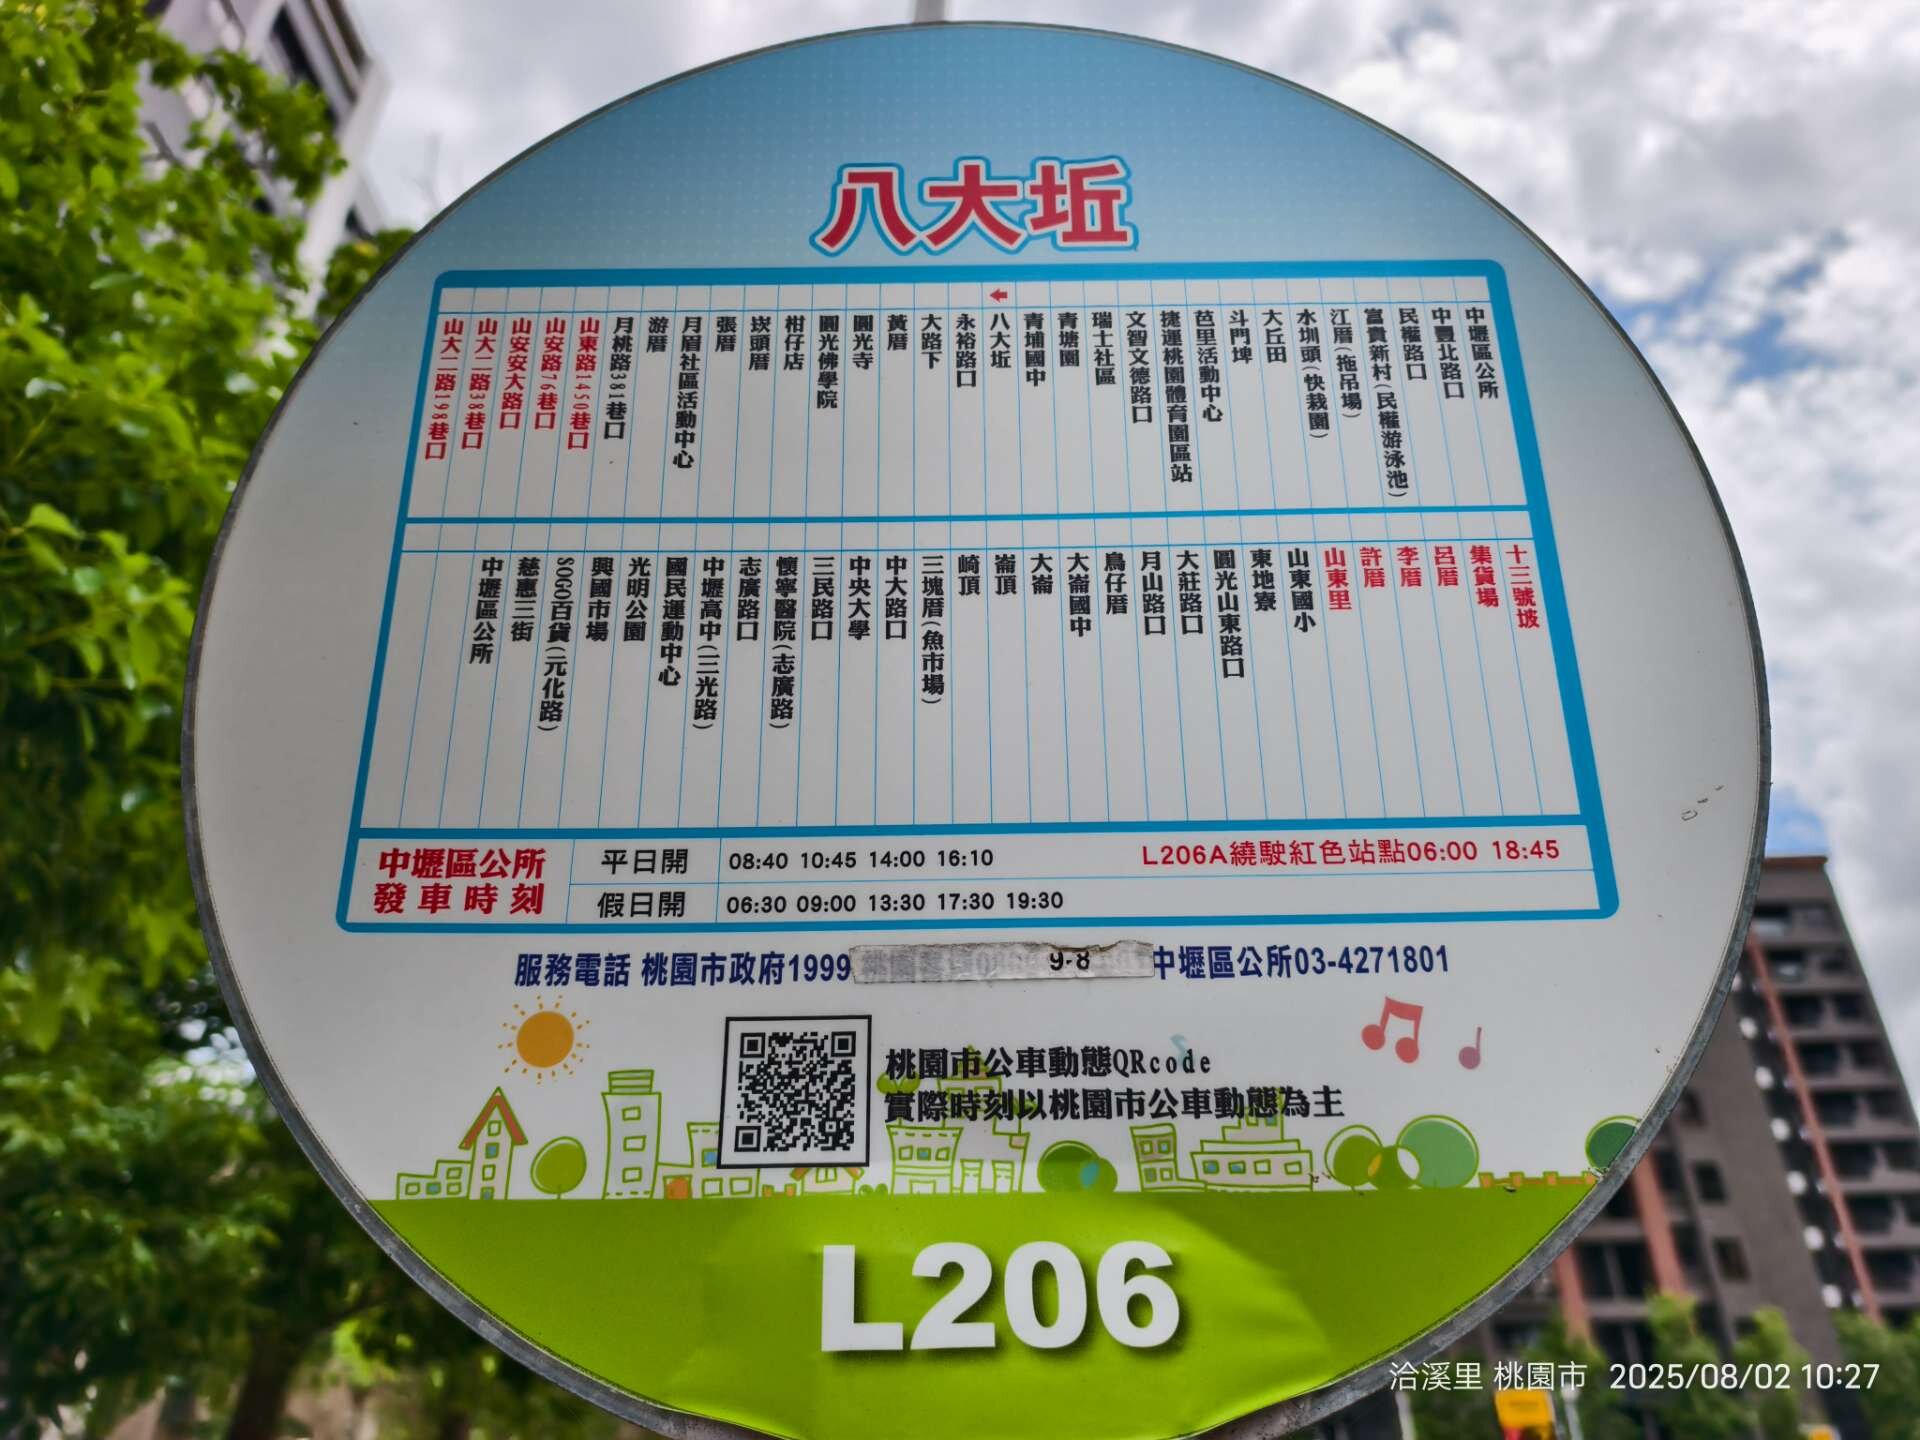 八大坵
中壢區公所
中豐北路口
民權路口
富貴新村(民權游泳池)
江厝(拖吊場)
水圳頭(快栽園)
大丘田
斗門埤
芭里活動中心
捷運桃園體育園區站
文智文德路口
瑞士社區
青塘園
青埔國中
八大坵
永裕路口
大路下
黃厝
圓光寺
圓光佛學院
柑仔店
崁頭厝
張厝
月眉社區活動中心
游厝
月桃路381巷口
山東路1450巷口
山安路76巷口
山安安大路口
山大二路38巷口
山大二路198巷口
十三號坡
集貨場
呂厝
李厝
許厝
山東里
山東國小
東地寮
圓光山東路口
大莊路口
月山路口
鳥仔厝
大崙國中
大崙
崙頂
崎頂
三塊厝(魚市場)
中大路口
中央大學
三民路口
懷寧醫院(志廣路)
志廣路口
中壢高中(三光路)
國民運動中心
光明公園
興國市場
SOGO百貨(元化路)
慈惠三街
中壢區公所
中壢區公所
發車時刻
平日開 08:40 10:45 14:00 16:10 L206A繞駛紅色站點06:00 18:45
假日開 06:30 09:00 13:30 17:30 19:30
服務電話 桃園市政府1999 9-8 中壢區公所03-4271801
桃園市公車動態QRcode
實際時刻以桃園市公車動態為主
L206
洽溪里 桃園市 2025/08/02 10:27